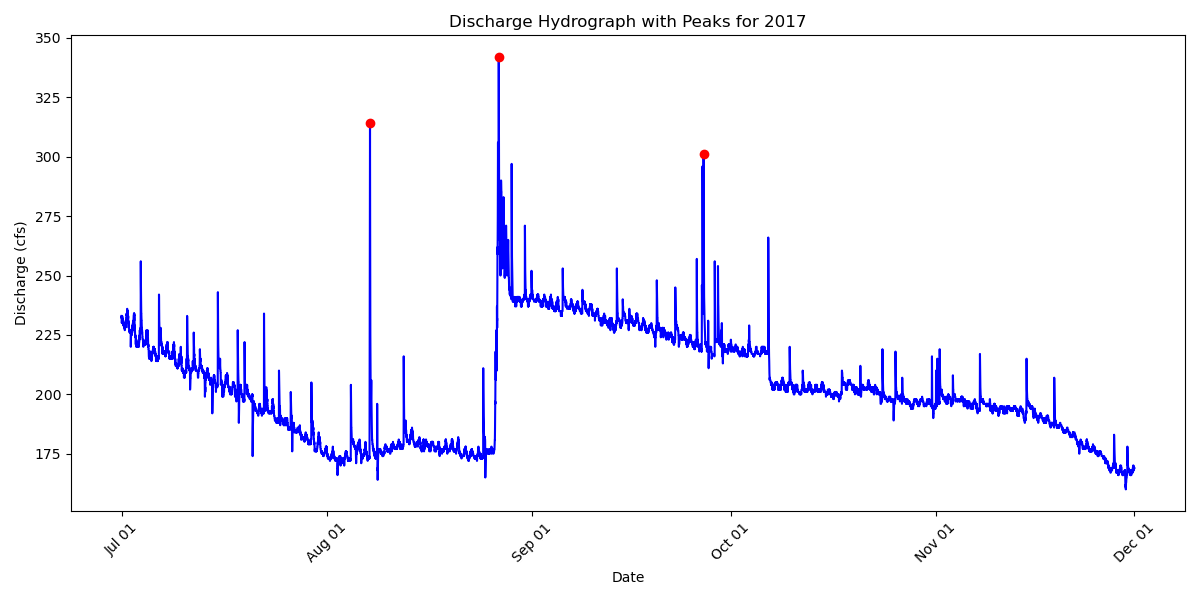 Discharge Hydrograph with Peaks for 2017
350
325
300
275
250
225
200
175
Discharge (cfs)
Jul 01
Aug 01
Sep 01
Oct 01
Nov 01
Dec 01
Date